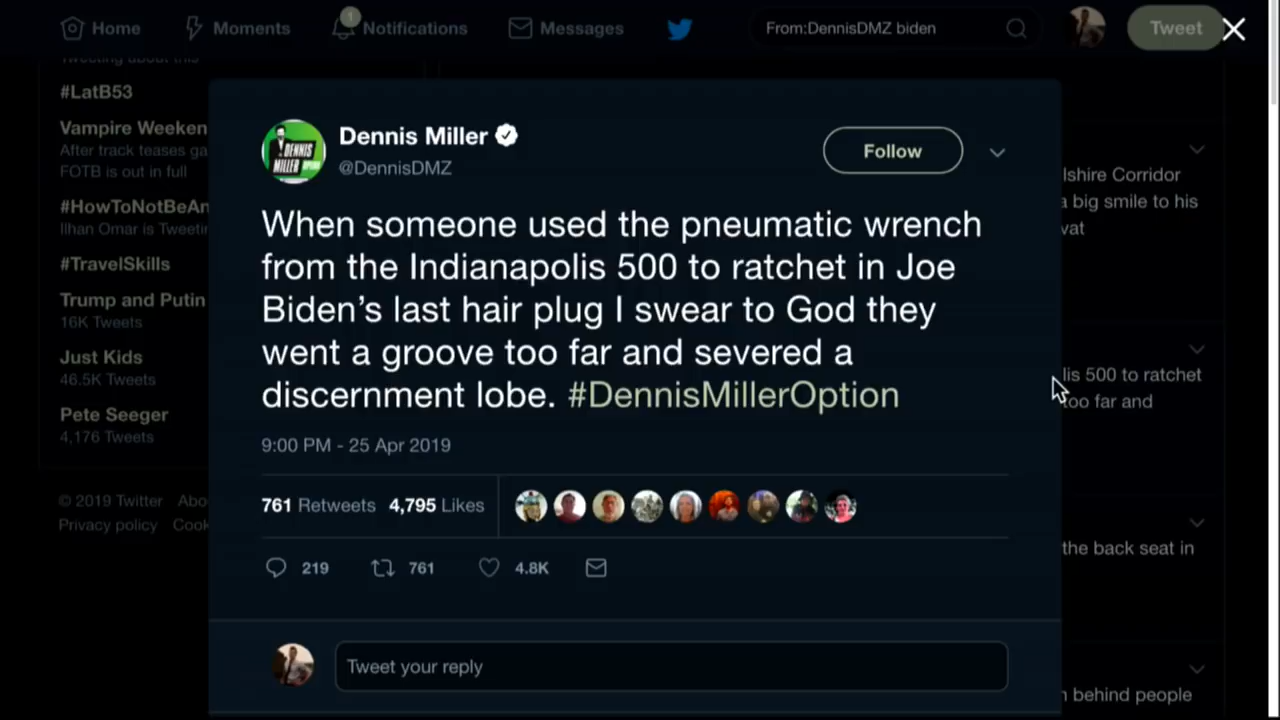 Home
Moments
1
Notifications
Messages
From:DennisDMZ biden
Tweet
Tweeting about this
#LatB53
Vampire Weeken
After track teases ga
FOTB is out in full
#HowToNotBeAn
Ilhan Omar is Tweetin
#TravelSkills
Trump and Putin
16K Tweets
Just Kids
46.5K Tweets
Pete Seeger
4,176 Tweets
© 2019 Twitter Abo
Privacy policy Cook
DENNIS
MILLER
Dennis Miller
@DennisDMZ
Follow
When someone used the pneumatic wrench
from the Indianapolis 500 to ratchet in Joe
Biden’s last hair plug I swear to God they
went a groove too far and severed a
discernment lobe. #DennisMillerOption
9:00 PM - 25 Apr 2019
761 Retweets 4,795 Likes
219 761 4.8K
Tweet your reply
lshire Corridor
a big smile to his
vat
lis 500 to ratchet
too far and
the back seat in
n behind people